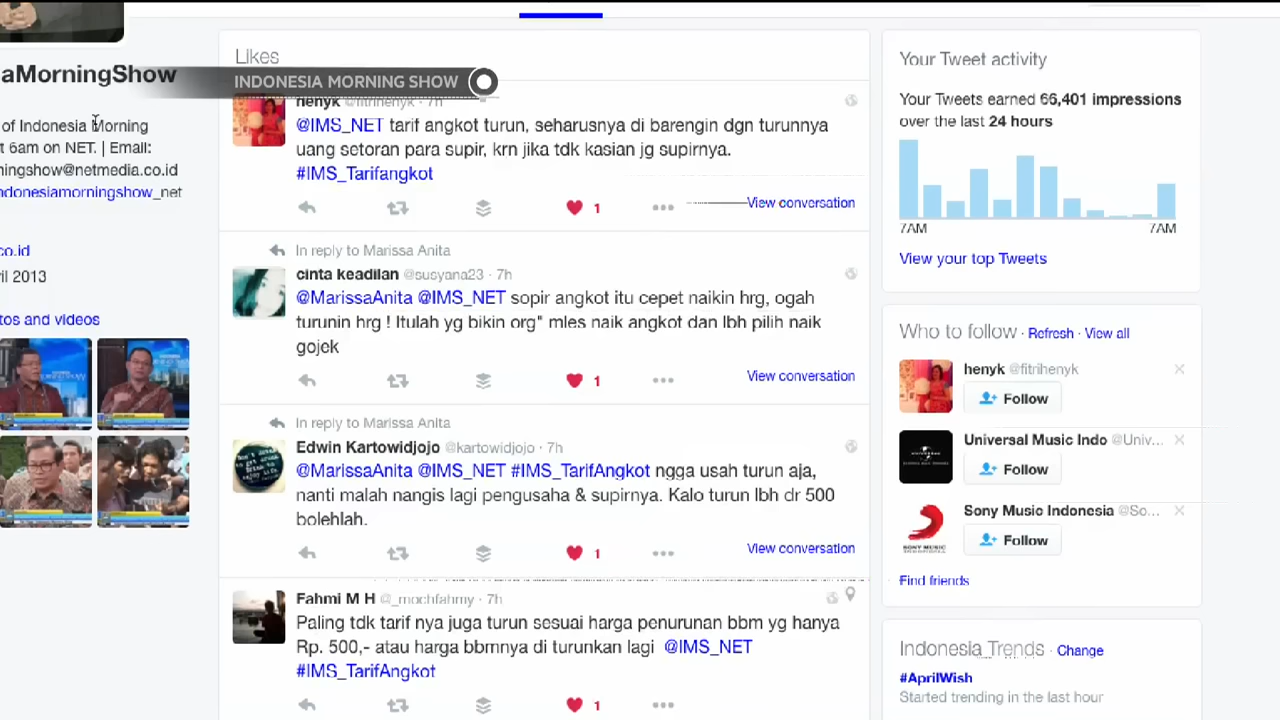 aMorningShow
of Indonesia Morning
t 6am on NET. | Email:
ningshow@netmedia.co.id
ndonesiamorningshow_net
co.id
ril 2013
tos and videos
Likes
INDONESIA MORNING SHOW
henyk @fitrihenyk · 7h
@IMS_NET tarif angkot turun, seharusnya di barengin dgn turunnya
uang setoran para supir, krn jika tdk kasian jg supirnya.
#IMS_Tarifangkot
1
View conversation
In reply to Marissa Anita
cinta keadilan @susyana23 · 7h
@MarissaAnita @IMS_NET sopir angkot itu cepet naikin hrg, ogah
turunin hrg ! Itulah yg bikin org" mles naik angkot dan lbh pilih naik
gojek
1
View conversation
In reply to Marissa Anita
Edwin Kartowidjojo @kartowidjojo · 7h
@MarissaAnita @IMS_NET #IMS_TarifAngkot ngga usah turun aja,
nanti malah nangis lagi pengusaha & supirnya. Kalo turun lbh dr 500
bolehlah.
1
View conversation
Fahmi M H @_mochfahmy · 7h
Paling tdk tarif nya juga turun sesuai harga penurunan bbm yg hanya
Rp. 500,- atau harga bbmnya di turunkan lagi @IMS_NET
#IMS_TarifAngkot
1
Your Tweet activity
Your Tweets earned 66,401 impressions
over the last 24 hours
7AM 7AM
View your top Tweets
Who to follow · Refresh · View all
henyk @fitrihenyk
Follow
Universal Music Indo @Univ...
Follow
Sony Music Indonesia @So...
SONY MUSIC
Follow
Find friends
Indonesia Trends · Change
#AprilWish
Started trending in the last hour